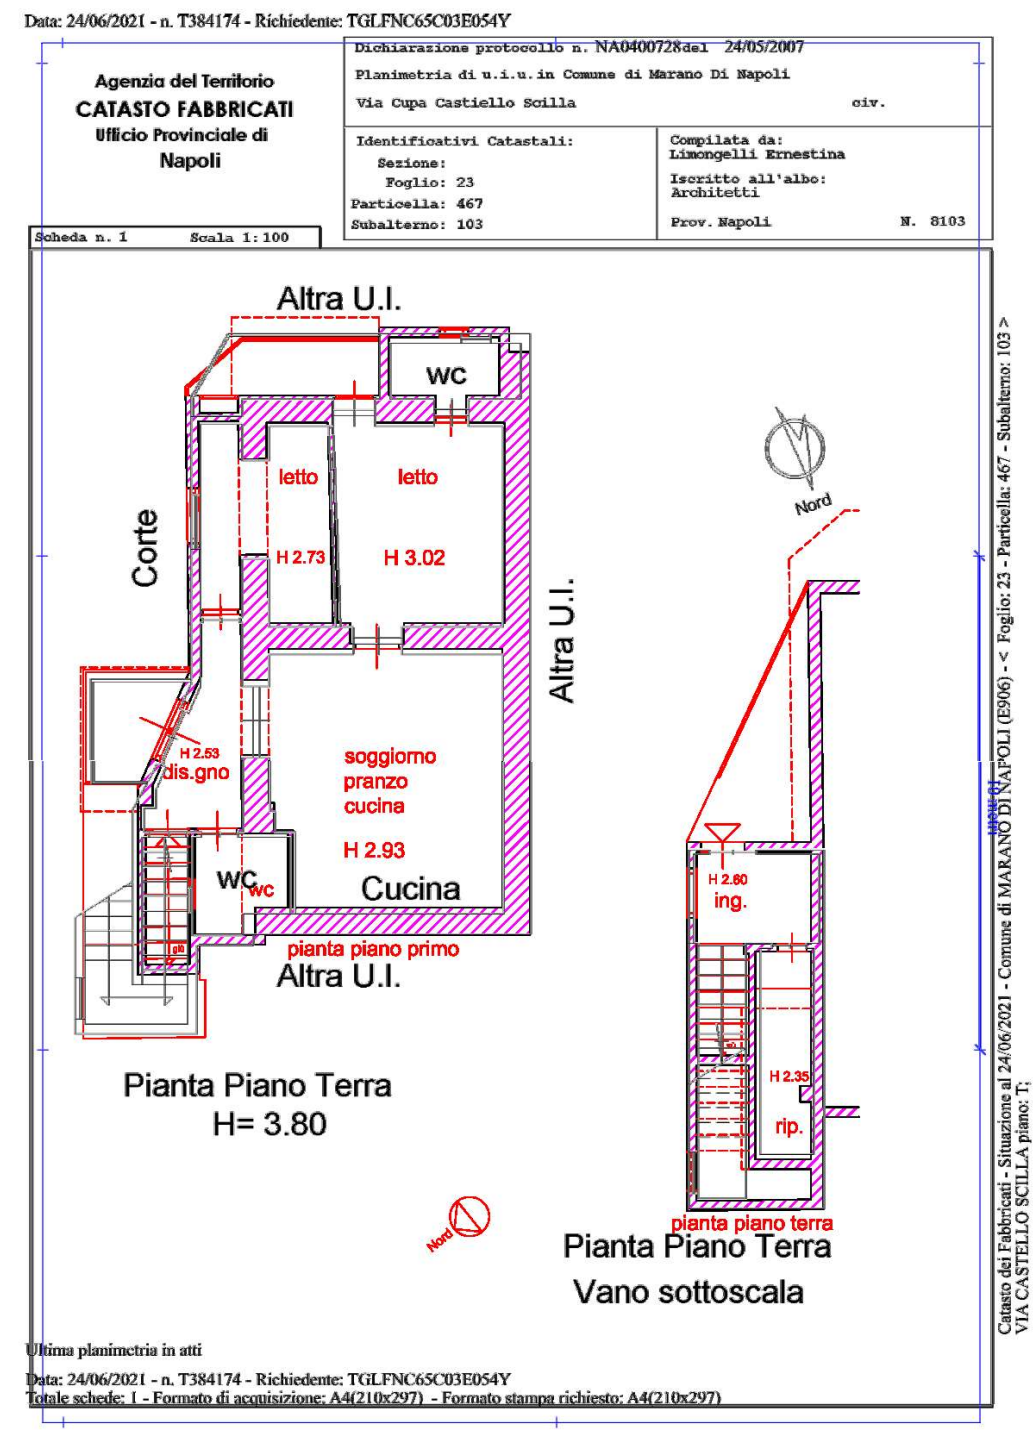 Data: 24/06/2021 - n. T384174 - Richiedente: TGLFNC65C03E054Y
Agenzia del Territorio
CATASTO FABBRICATI
Ufficio Provinciale di
Napoli
Dichiarazione protocollo n. NA0400728del 24/05/2007
Planimetria di u.i.u. in Comune di Marano Di Napoli
Via Cupa Castiello Scilla civ.
Identificativi Catastali:
Sezione:
Foglio: 23
Particella: 467
Subalterno: 103
Compilata da:
Limongelli Ernestina
Iscritto all'albo:
Architetti
Prov. Napoli N. 8103
Scheda n. 1 Scala 1:100
Altra U.I.
WC
letto
letto
H 2.73
H 3.02
Corte
Altra U.I.
Nord
H 2.53
dis.gno
soggiorno
pranzo
cucina
H 2.93
WC
wc
Cucina
giù
pianta piano primo
Altra U.I.
Pianta Piano Terra
H= 3.80
Nord
H 2.60
ing.
H 2.35
rip.
pianta piano terra
Pianta Piano Terra
Vano sottoscala
Ultima planimetria in atti
Data: 24/06/2021 - n. T384174 - Richiedente: TGLFNC65C03E054Y
Totale schede: 1 - Formato di acquisizione: A4(210x297) - Formato stampa richiesto: A4(210x297)
Catasto dei Fabbricati - Situazione al 24/06/2021 - Comune di MARANO DI NAPOLI (E906) - < Foglio: 23 - Particella: 467 - Subalterno: 103 >
VIA CASTELLO SCILLA piano: T;